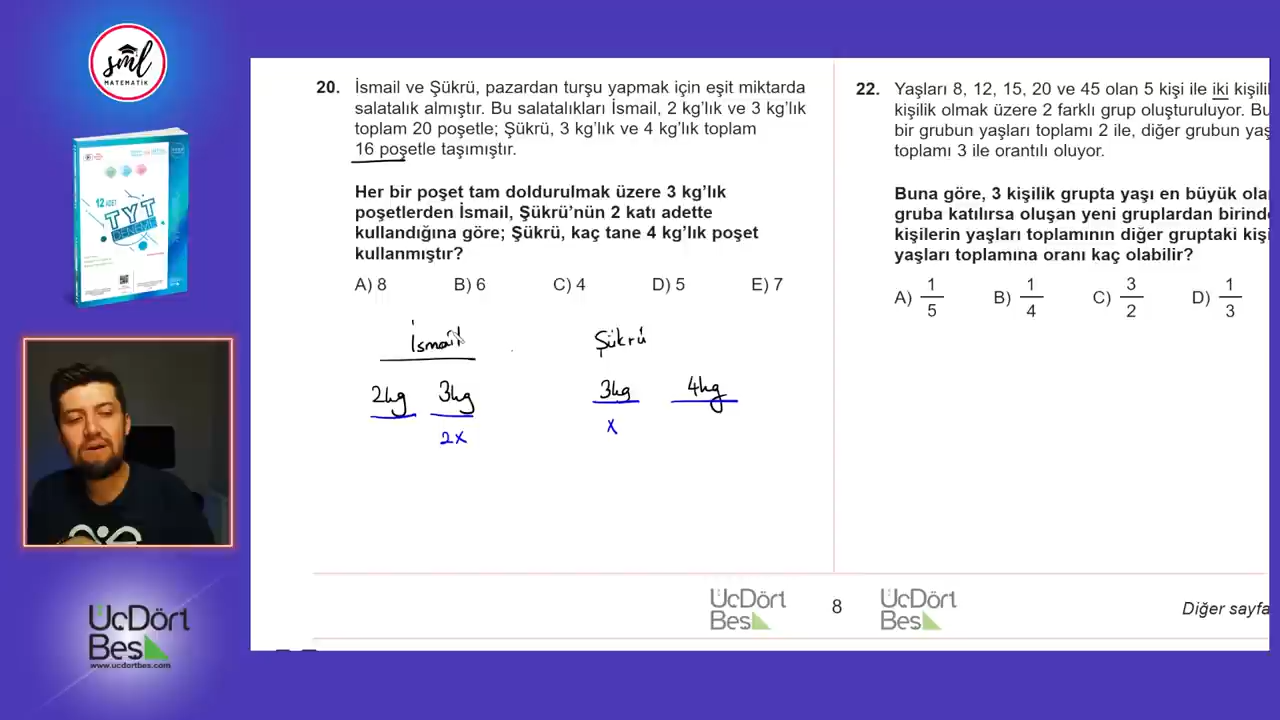 sml
MATEMATİK
12 ADET
TYT
DENEME
ÜçDört
Beş
www.ucdortbes.com
20. İsmail ve Şükrü, pazardan turşu yapmak için eşit miktarda
salatalık almıştır. Bu salatalıkları İsmail, 2 kg'lık ve 3 kg'lık
toplam 20 poşetle; Şükrü, 3 kg'lık ve 4 kg'lık toplam
16 poşetle taşımıştır.
Her bir poşet tam doldurulmak üzere 3 kg'lık
poşetlerden İsmail, Şükrü'nün 2 katı adette
kullandığına göre; Şükrü, kaç tane 4 kg'lık poşet
kullanmıştır?
A) 8 B) 6 C) 4 D) 5 E) 7
İsmail Şükrü
2kg 3kg 3kg 4kg
2x x
22. Yaşları 8, 12, 15, 20 ve 45 olan 5 kişi ile iki kişili
kişilik olmak üzere 2 farklı grup oluşturuluyor. Bu
bir grubun yaşları toplamı 2 ile, diğer grubun yaş
toplamı 3 ile orantılı oluyor.
Buna göre, 3 kişilik grupta yaşı en büyük ola
gruba katılırsa oluşan yeni gruplardan birind
kişilerin yaşları toplamının diğer gruptaki kişi
yaşları toplamına oranı kaç olabilir?
A) 1/5 B) 1/4 C) 3/2 D) 1/3
ÜçDört
Beş
8
ÜçDört
Beş
Diğer sayfa